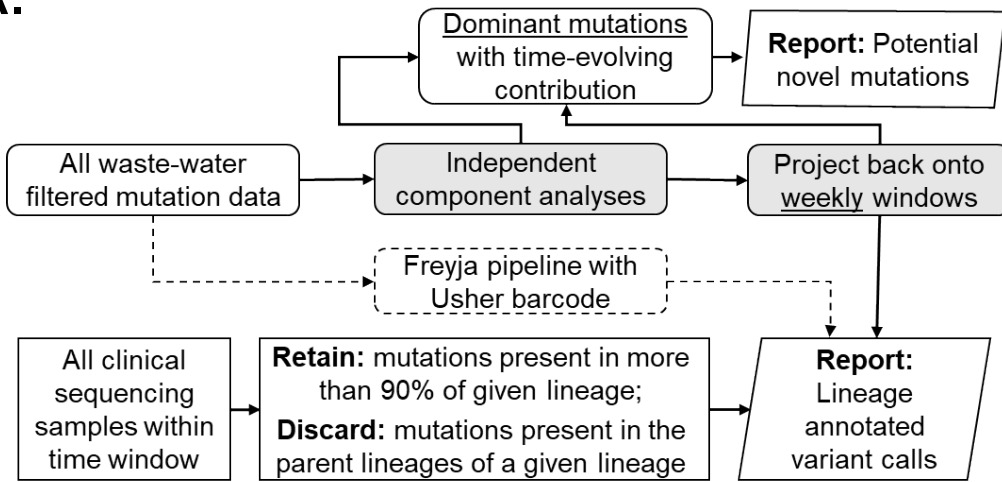 Dominant mutations
with time-evolving
contribution
Report: Potential
novel mutations
All waste-water
filtered mutation data
Independent
component analyses
Project back onto
weekly windows
Freyja pipeline with
Usher barcode
All clinical
sequencing
samples within
time window
Retain: mutations present in more
than 90% of given lineage;
Discard: mutations present in the
parent lineages of a given lineage
Report:
Lineage
annotated
variant calls